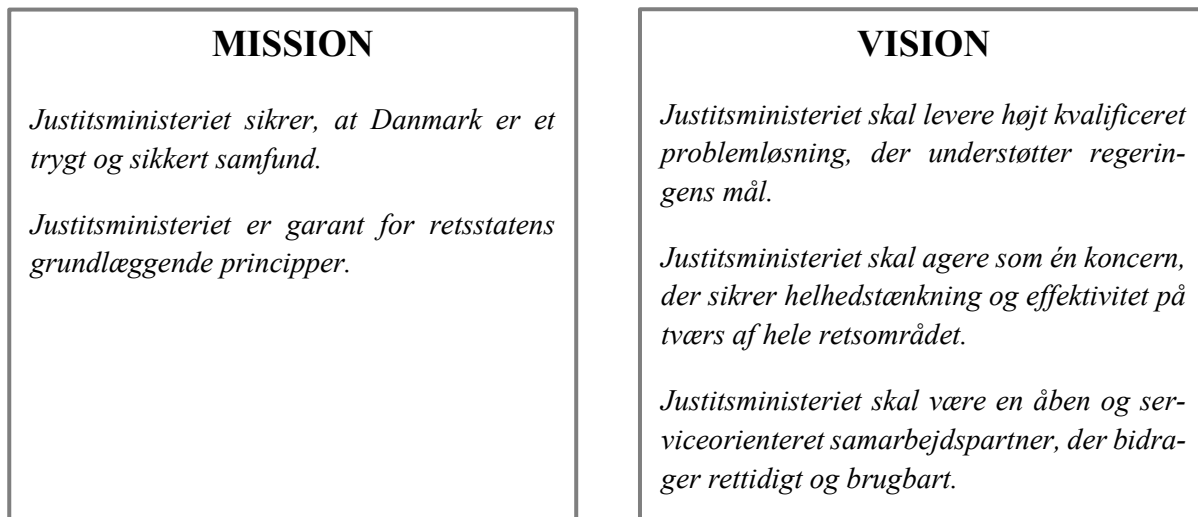 MISSION
Justitsministeriet sikrer, at Danmark er et
trygt og sikkert samfund.
Justitsministeriet er garant for retsstatens
grundlæggende principper.
VISION
Justitsministeriet skal levere højt kvalificeret
problemløsning, der understøtter regerin-
gens mål.
Justitsministeriet skal agere som én koncern,
der sikrer helhedstænkning og effektivitet på
tværs af hele retsområdet.
Justitsministeriet skal være en åben og ser-
viceorienteret samarbejdspartner, der bidra-
ger rettidigt og brugbart.